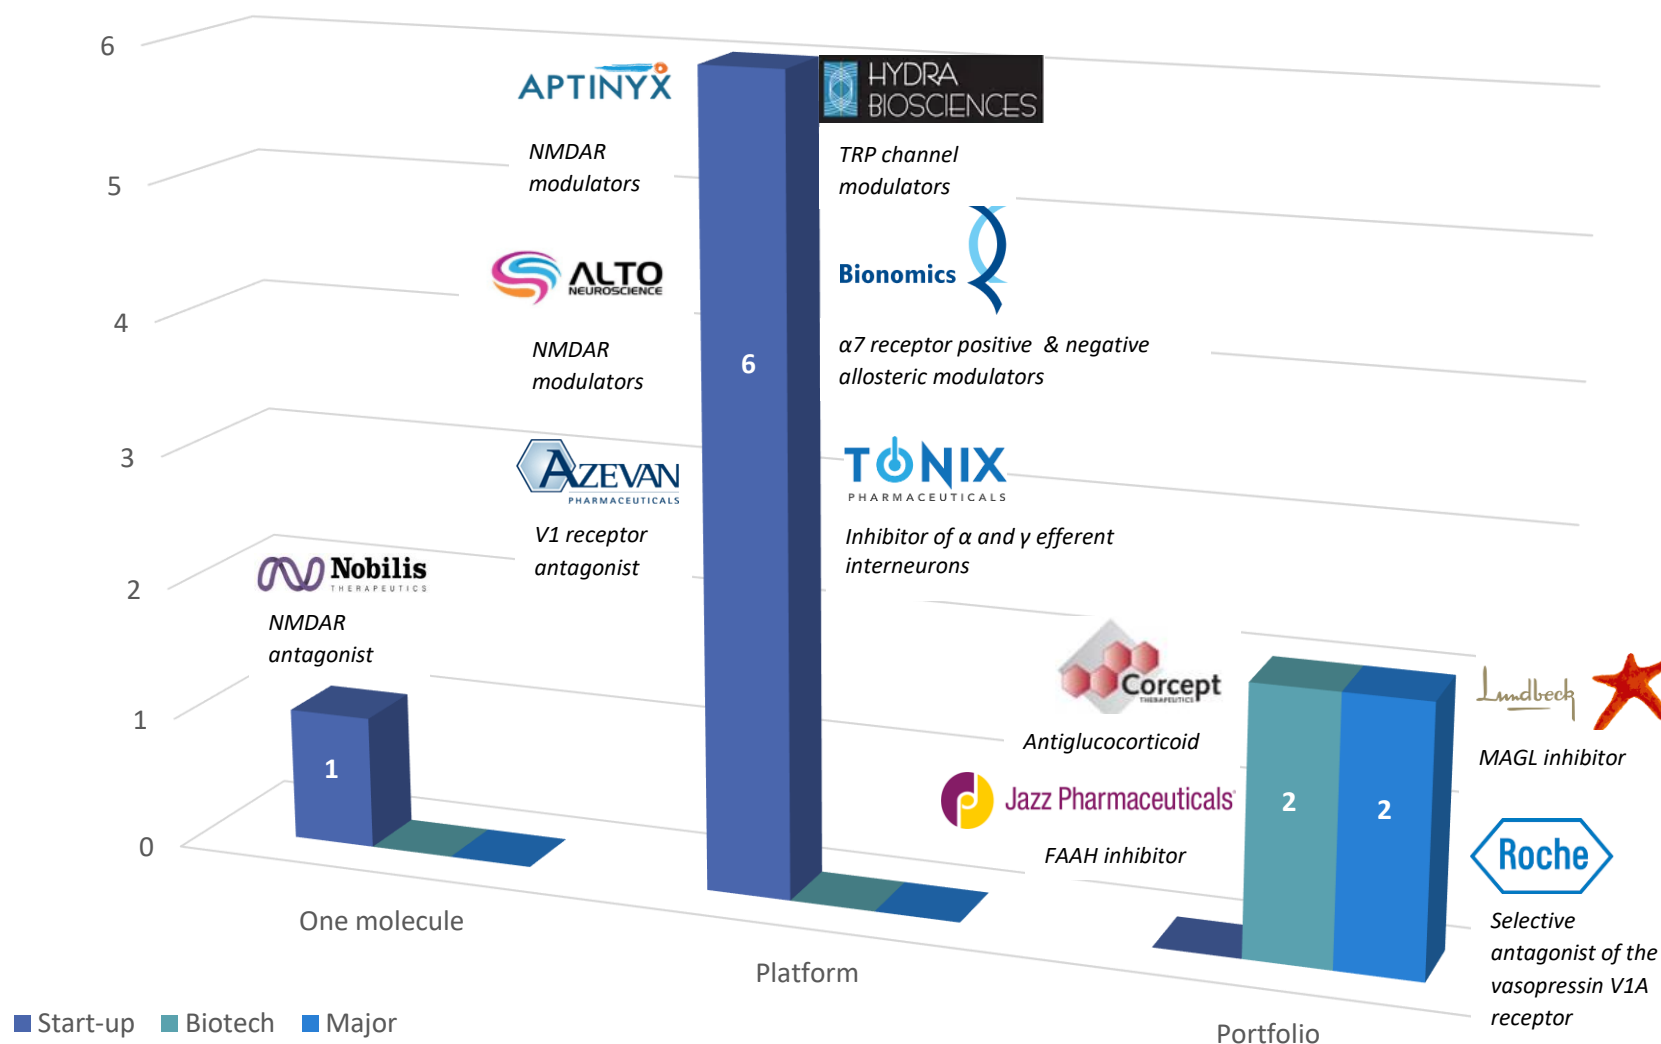 6
5
4
3
2
1
0
APTINYX
NMDAR
modulators
ALTO
NEUROSCIENCE
NMDAR
modulators
AZEVAN
PHARMACEUTICALS
V1 receptor
antagonist
Nobilis
THERAPEUTICS
NMDAR
antagonist
1
6
HYDRA
BIOSCIENCES
TRP channel
modulators
Bionomics
α7 receptor positive & negative
allosteric modulators
TONIX
PHARMACEUTICALS
Inhibitor of α and γ efferent
interneurons
Corcept
THERAPEUTICS
Antiglucocorticoid
Jazz Pharmaceuticals
FAAH inhibitor
2
2
Lundbeck
MAGL inhibitor
Roche
Selective
antagonist of the
vasopressin V1A
receptor
One molecule
Platform
Portfolio
Start-up Biotech Major